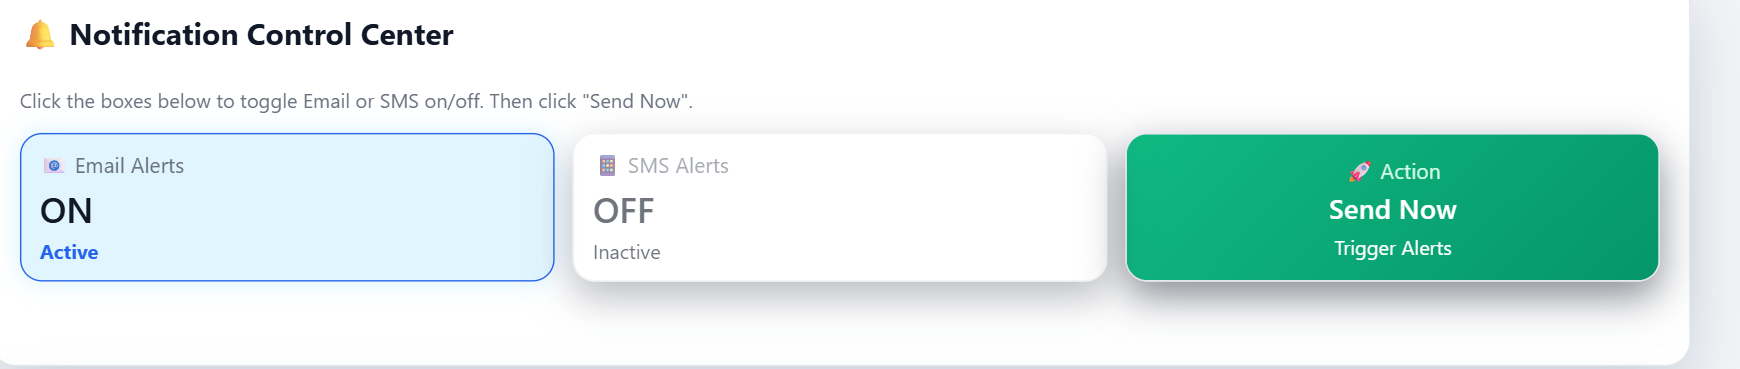 Notification Control Center
Click the boxes below to toggle Email or SMS on/off. Then click "Send Now".
Email Alerts
ON
Active
SMS Alerts
OFF
Inactive
Action
Send Now
Trigger Alerts